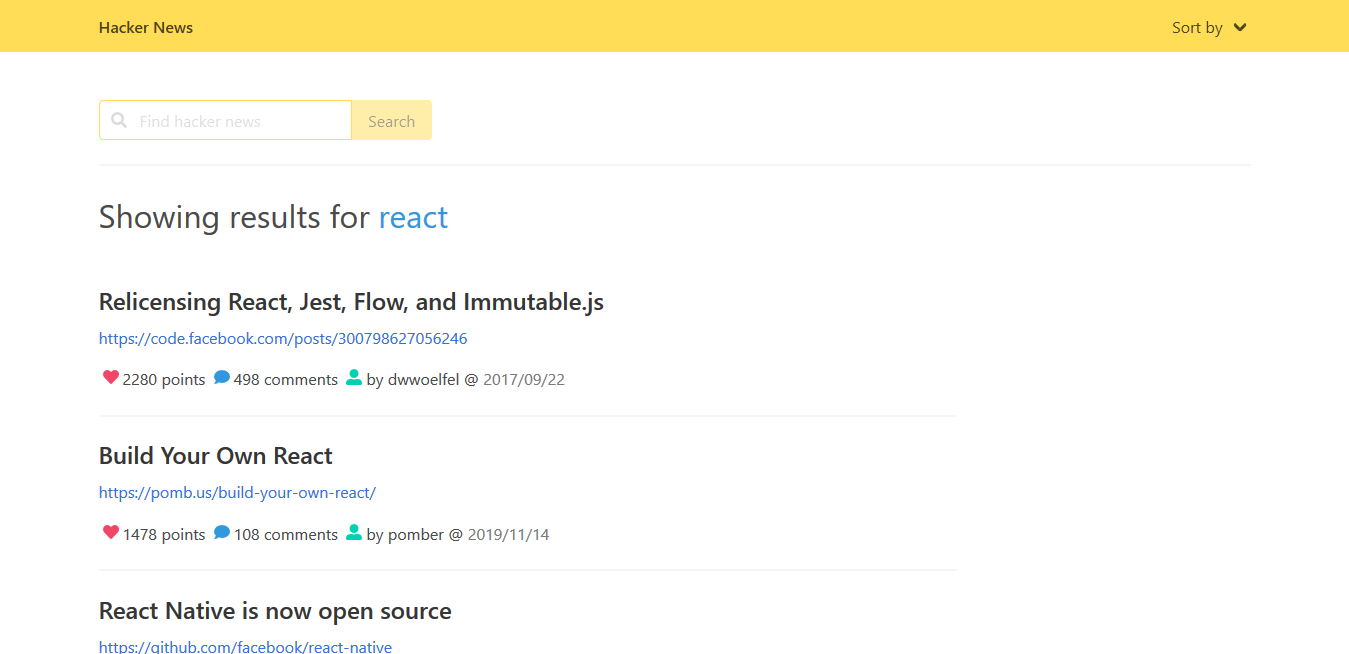 Hacker News
Sort by
Find hacker news
Search
Showing results for react
Relicensing React, Jest, Flow, and Immutable.js
https://code.facebook.com/posts/300798627056246
2280 points 498 comments by dwwoelfel @ 2017/09/22
Build Your Own React
https://pomb.us/build-your-own-react/
1478 points 108 comments by pomber @ 2019/11/14
React Native is now open source
https://github.com/facebook/react-native